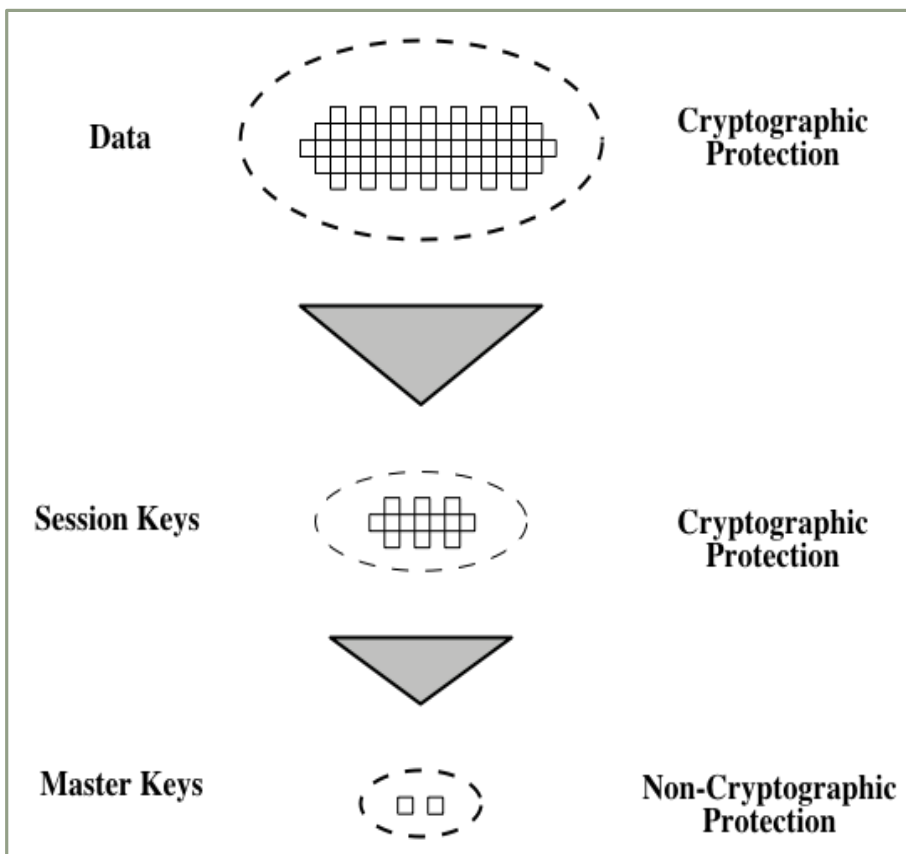 Data
Cryptographic
Protection
Session Keys
Cryptographic
Protection
Master Keys
Non-Cryptographic
Protection